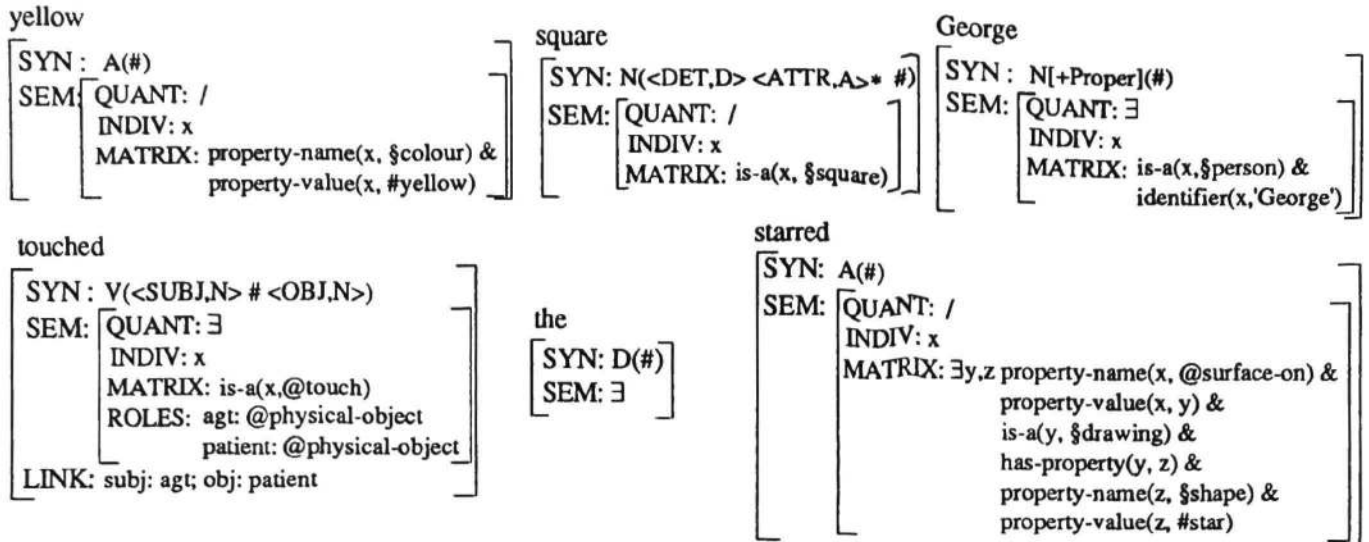 yellow
SYN : A(#)
SEM: QUANT: /
INDIV: x
MATRIX: property-name(x, §colour) &
property-value(x, #yellow)
square
SYN: N(<DET,D> <ATTR,A>* #)
SEM: QUANT: /
INDIV: x
MATRIX: is-a(x, §square)
George
SYN : N[+Proper](#)
SEM: QUANT: ∃
INDIV: x
MATRIX: is-a(x,§person) &
identifier(x,'George')
touched
SYN : V(<SUBJ,N> # <OBJ,N>)
SEM: QUANT: ∃
INDIV: x
MATRIX: is-a(x,@touch)
ROLES: agt: @physical-object
patient: @physical-object
LINK: subj: agt; obj: patient
the
SYN: D(#)
SEM: ∃
starred
SYN: A(#)
SEM: QUANT: /
INDIV: x
MATRIX: ∃y,z property-name(x, @surface-on) &
property-value(x, y) &
is-a(y, §drawing) &
has-property(y, z) &
property-name(z, §shape) &
property-value(z, #star)